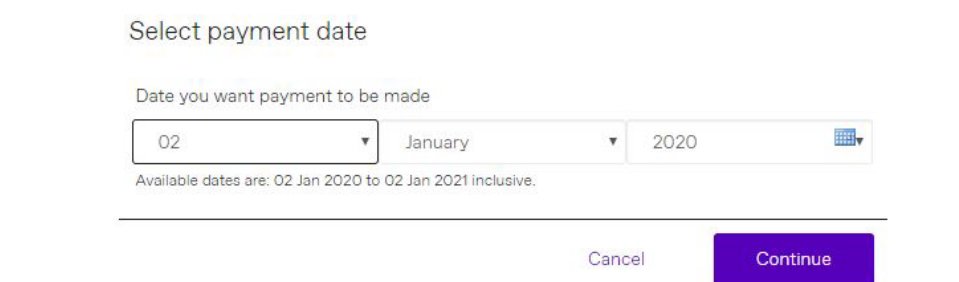 Select payment date
Date you want payment to be made
02 January 2020
Available dates are: 02 Jan 2020 to 02 Jan 2021 inclusive.
Cancel Continue